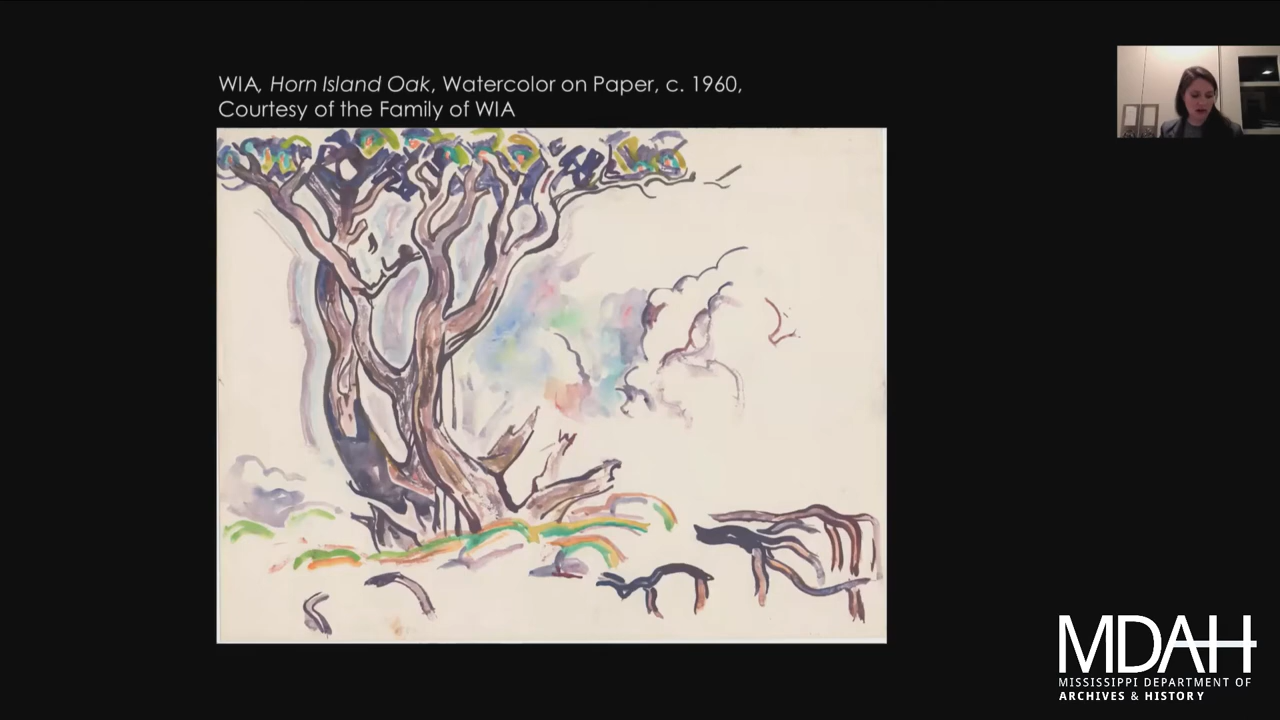 WIA, Horn Island Oak, Watercolor on Paper, c. 1960,
Courtesy of the Family of WIA
MDAH
MISSISSIPPI DEPARTMENT OF
ARCHIVES & HISTORY